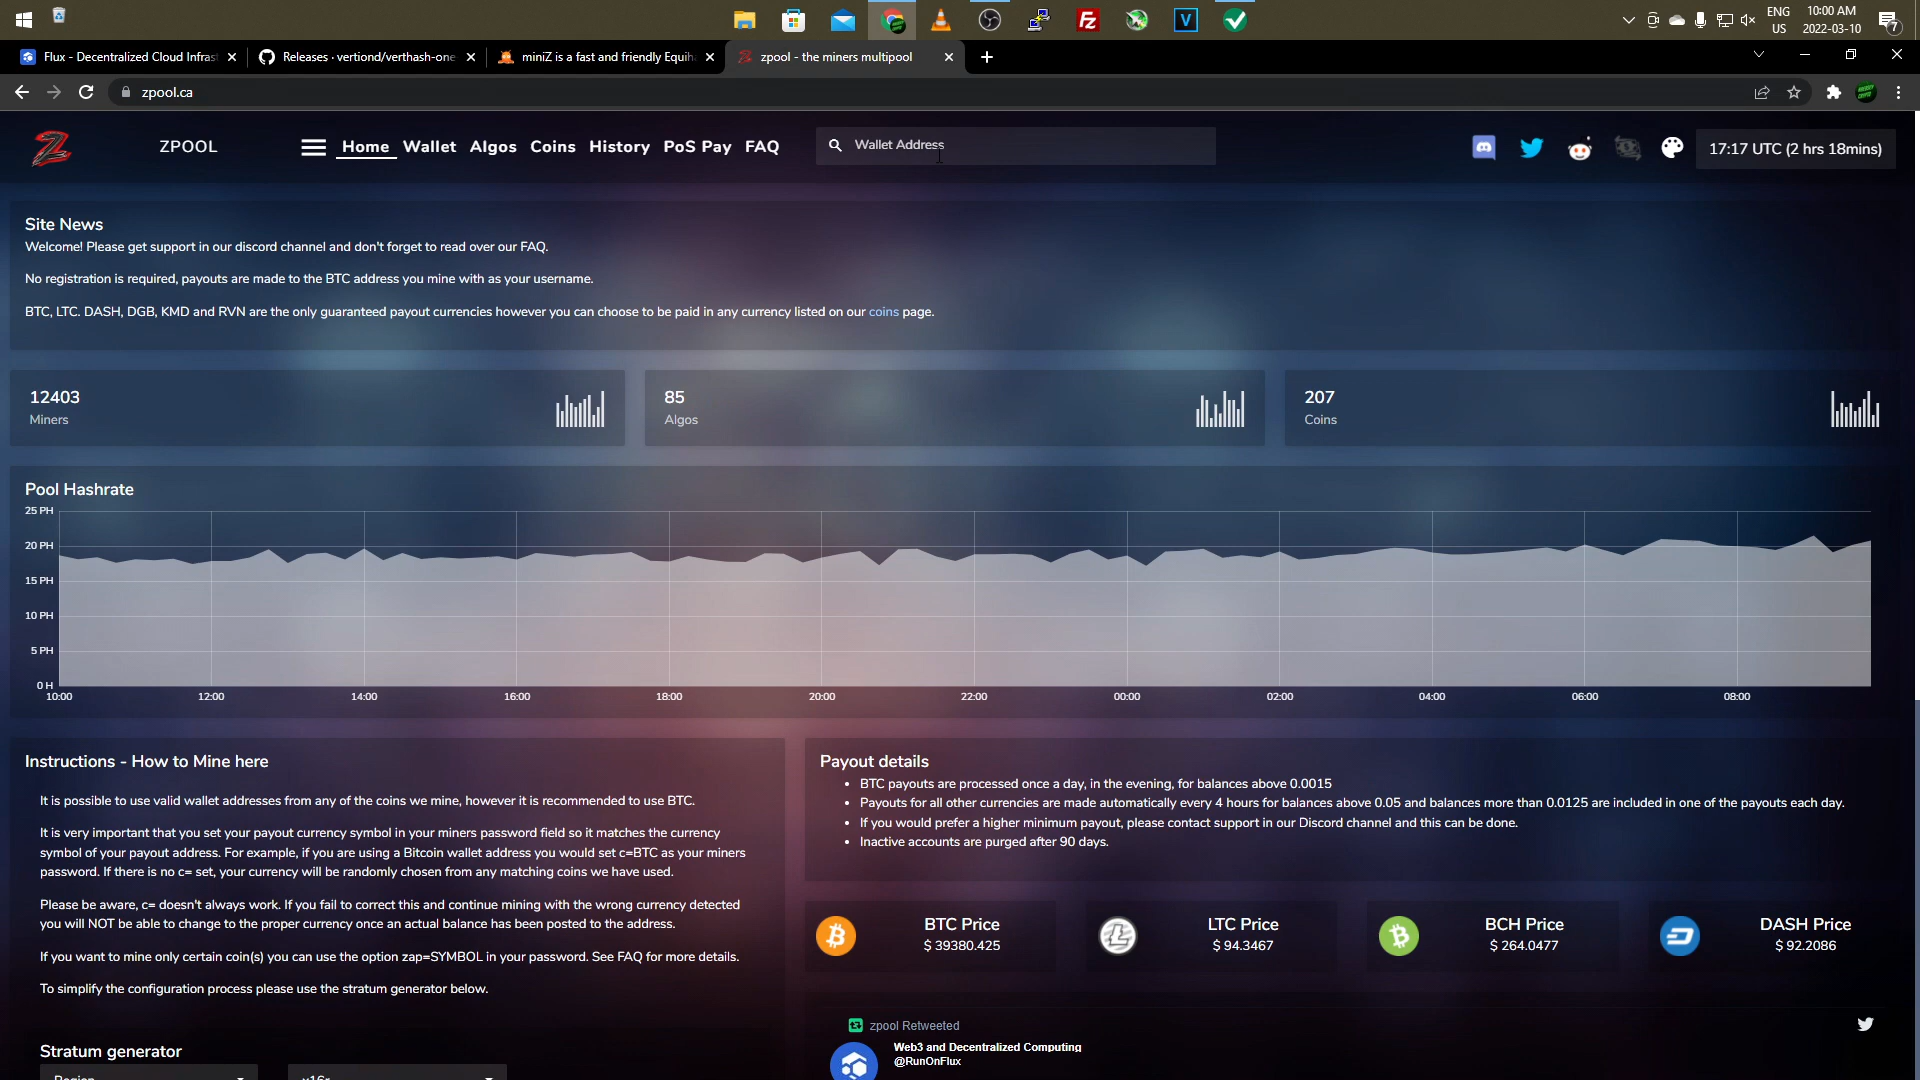 ENG
US
10:00 AM
2022-03-10
7
Flux - Decentralized Cloud Infrast
Releases · vertiond/verthash-one
miniZ is a fast and friendly Equiha
zpool - the miners multipool
zpool.ca
ZPOOL
Home Wallet Algos Coins History PoS Pay FAQ
Wallet Address
17:17 UTC (2 hrs 18mins)
Site News
Welcome! Please get support in our discord channel and don't forget to read over our FAQ.
No registration is required, payouts are made to the BTC address you mine with as your username.
BTC, LTC. DASH, DGB, KMD and RVN are the only guaranteed payout currencies however you can choose to be paid in any currency listed on our coins page.
12403
Miners
85
Algos
207
Coins
Pool Hashrate
25 PH
20 PH
15 PH
10 PH
5 PH
0 H
10:00 12:00 14:00 16:00 18:00 20:00 22:00 00:00 02:00 04:00 06:00 08:00
Instructions - How to Mine here
It is possible to use valid wallet addresses from any of the coins we mine, however it is recommended to use BTC.
It is very important that you set your payout currency symbol in your miners password field so it matches the currency
symbol of your payout address. For example, if you are using a Bitcoin wallet address you would set c=BTC as your miners
password. If there is no c= set, your currency will be randomly chosen from any matching coins we have used.
Please be aware, c= doesn't always work. If you fail to correct this and continue mining with the wrong currency detected
you will NOT be able to change to the proper currency once an actual balance has been posted to the address.
If you want to mine only certain coin(s) you can use the option zap=SYMBOL in your password. See FAQ for more details.
To simplify the configuration process please use the stratum generator below.
Stratum generator
Region
x16r
Payout details
• BTC payouts are processed once a day, in the evening, for balances above 0.0015
• Payouts for all other currencies are made automatically every 4 hours for balances above 0.05 and balances more than 0.0125 are included in one of the payouts each day.
• If you would prefer a higher minimum payout, please contact support in our Discord channel and this can be done.
• Inactive accounts are purged after 90 days.
BTC Price
$ 39380.425
LTC Price
$ 94.3467
BCH Price
$ 264.0477
DASH Price
$ 92.2086
zpool Retweeted
Web3 and Decentralized Computing
@RunOnFlux